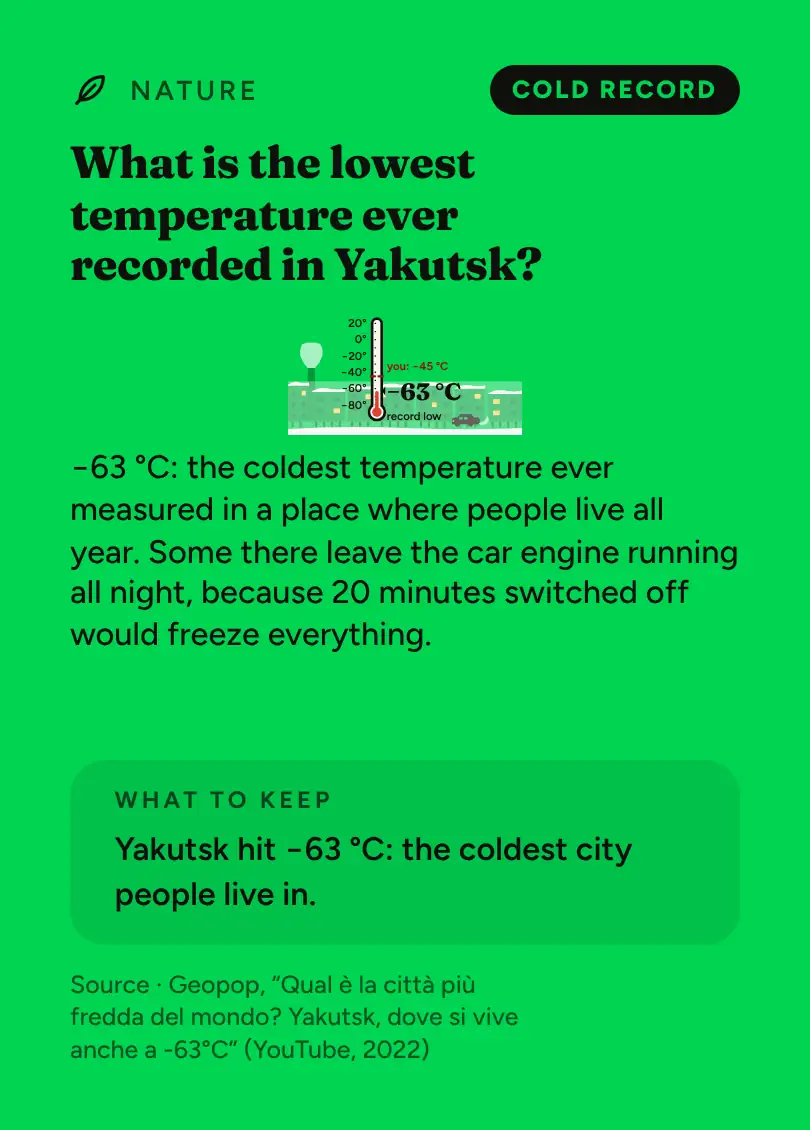 NATURE
COLD RECORD
What is the lowest
temperature ever
recorded in Yakutsk?
20°
0°
−20°
−40°
−60°
−80°
you: −45 °C
−63 °C
record low
−63 °C: the coldest temperature ever
measured in a place where people live all
year. Some there leave the car engine running
all night, because 20 minutes switched off
would freeze everything.
WHAT TO KEEP
Yakutsk hit −63 °C: the coldest city
people live in.
Source · Geopop, “Qual è la città più
fredda del mondo? Yakutsk, dove si vive
anche a -63°C” (YouTube, 2022)